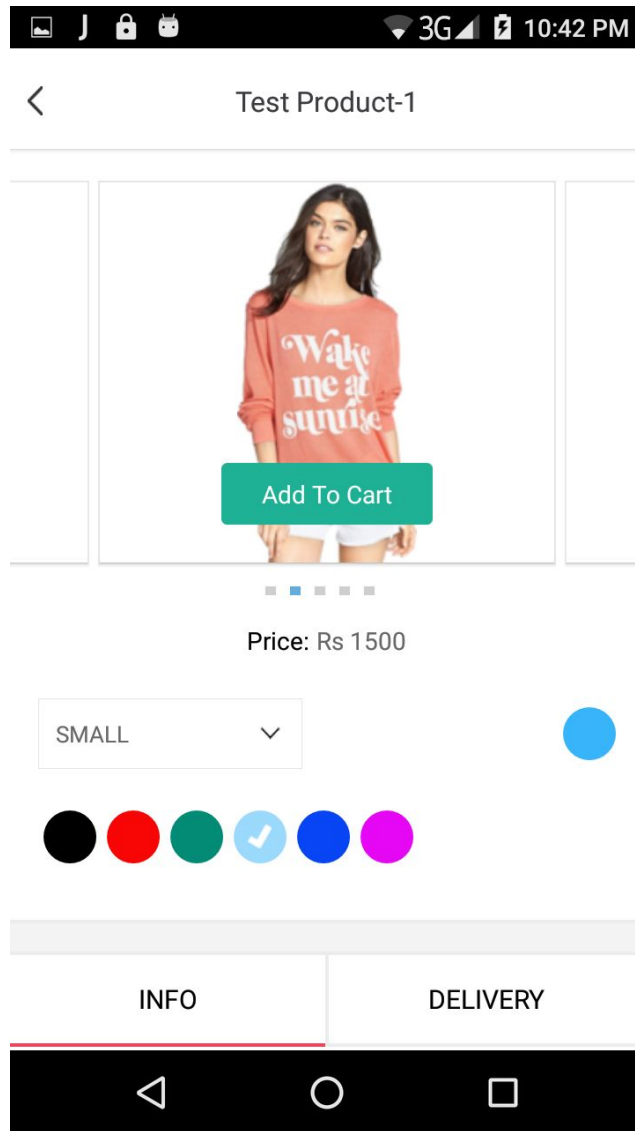 3G 10:42 PM
Test Product-1
Wake
me at
sunrise
Add To Cart
Price: Rs 1500
SMALL
INFO DELIVERY